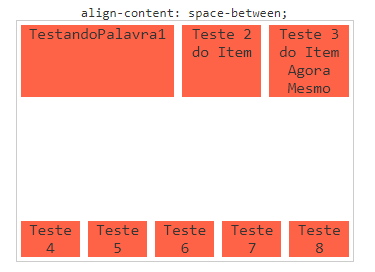 align-content: space-between;
TestandoPalavra1
Teste 2
do Item
Teste 3
do Item
Agora
Mesmo
Teste
4
Teste
5
Teste
6
Teste
7
Teste
8